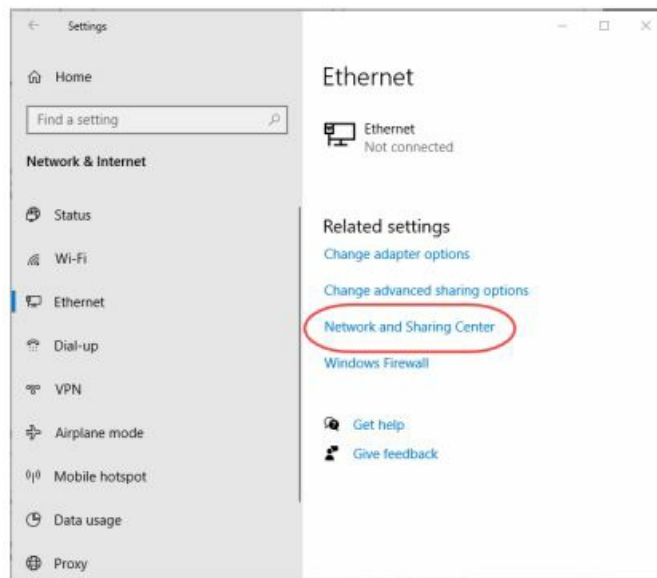 Settings
Home
Find a setting
Network & Internet
Status
Wi-Fi
Ethernet
Dial-up
VPN
Airplane mode
Mobile hotspot
Data usage
Proxy
Ethernet
Ethernet
Not connected
Related settings
Change adapter options
Change advanced sharing options
Network and Sharing Center
Windows Firewall
Get help
Give feedback